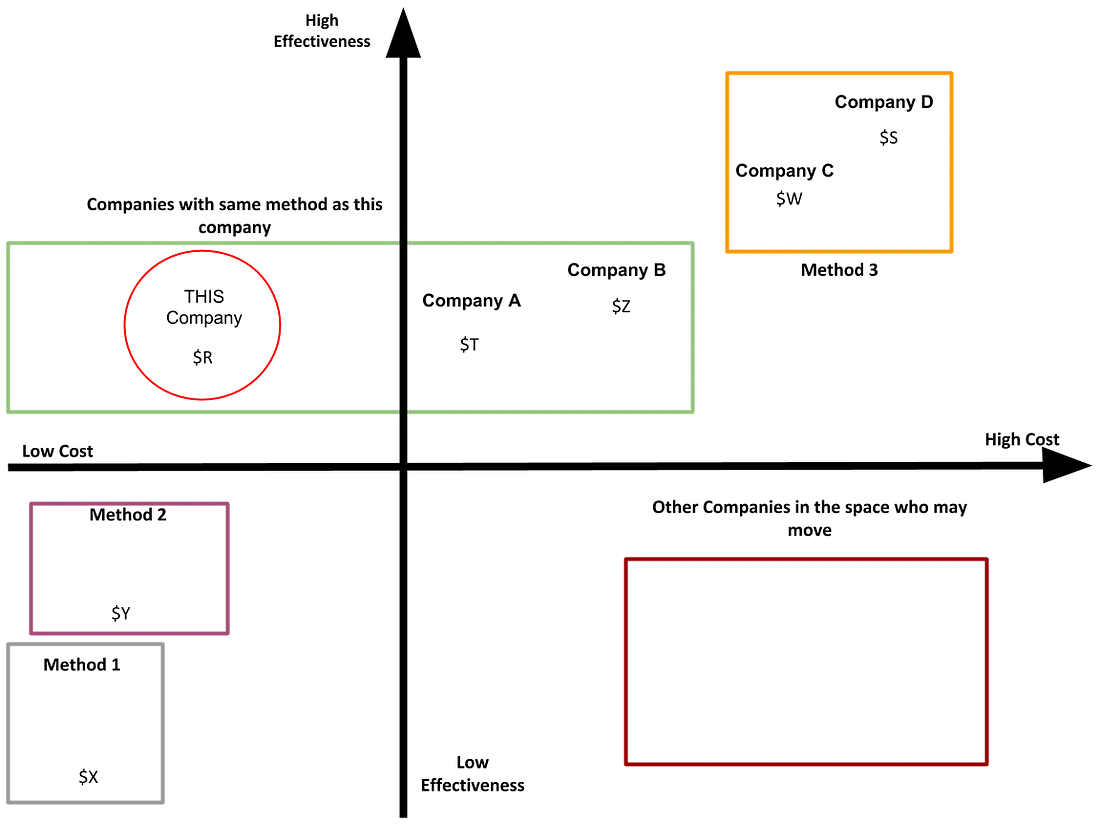 High
Effectiveness
Company D
$S
Company C
$W
Method 3
Companies with same method as this
company
THIS
Company
$R
Company A
$T
Company B
$Z
Low Cost
High Cost
Method 2
$Y
Method 1
$X
Other Companies in the space who may
move
Low
Effectiveness